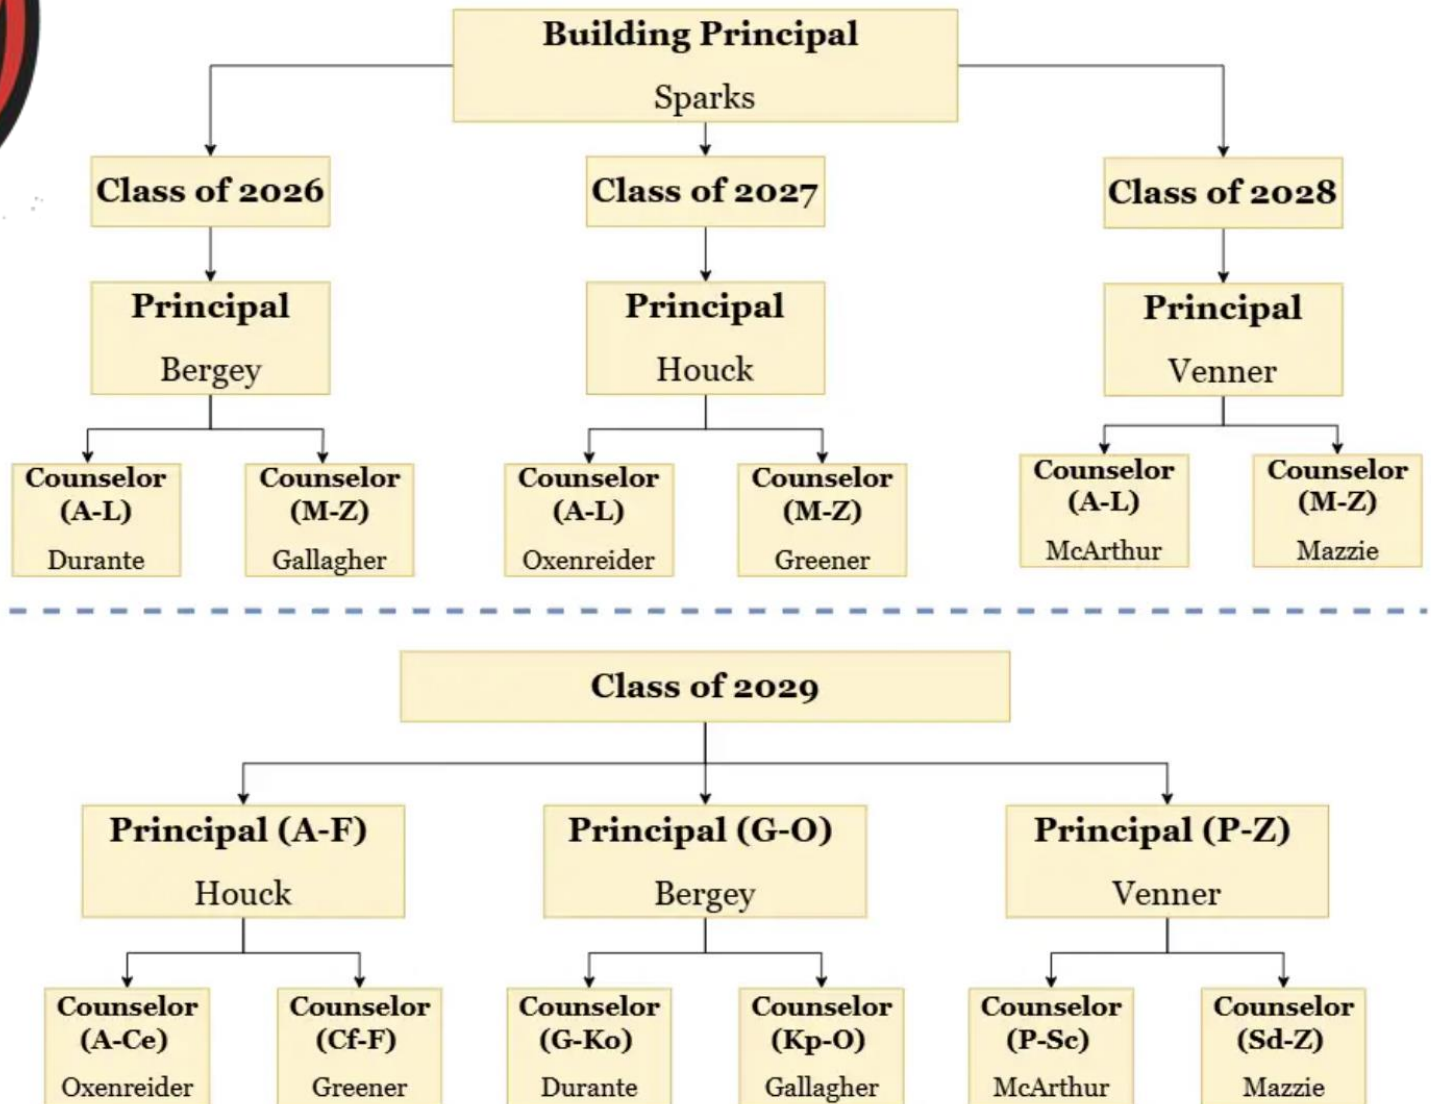 Building Principal
Sparks
Class of 2026
Class of 2027
Class of 2028
Principal
Bergey
Principal
Houck
Principal
Venner
Counselor
(A-L)
Durante
Counselor
(M-Z)
Gallagher
Counselor
(A-L)
Oxenreider
Counselor
(M-Z)
Greener
Counselor
(A-L)
McArthur
Counselor
(M-Z)
Mazzie
Class of 2029
Principal (A-F)
Houck
Principal (G-O)
Bergey
Principal (P-Z)
Venner
Counselor
(A-Ce)
Oxenreider
Counselor
(Cf-F)
Greener
Counselor
(G-Ko)
Durante
Counselor
(Kp-O)
Gallagher
Counselor
(P-Sc)
McArthur
Counselor
(Sd-Z)
Mazzie